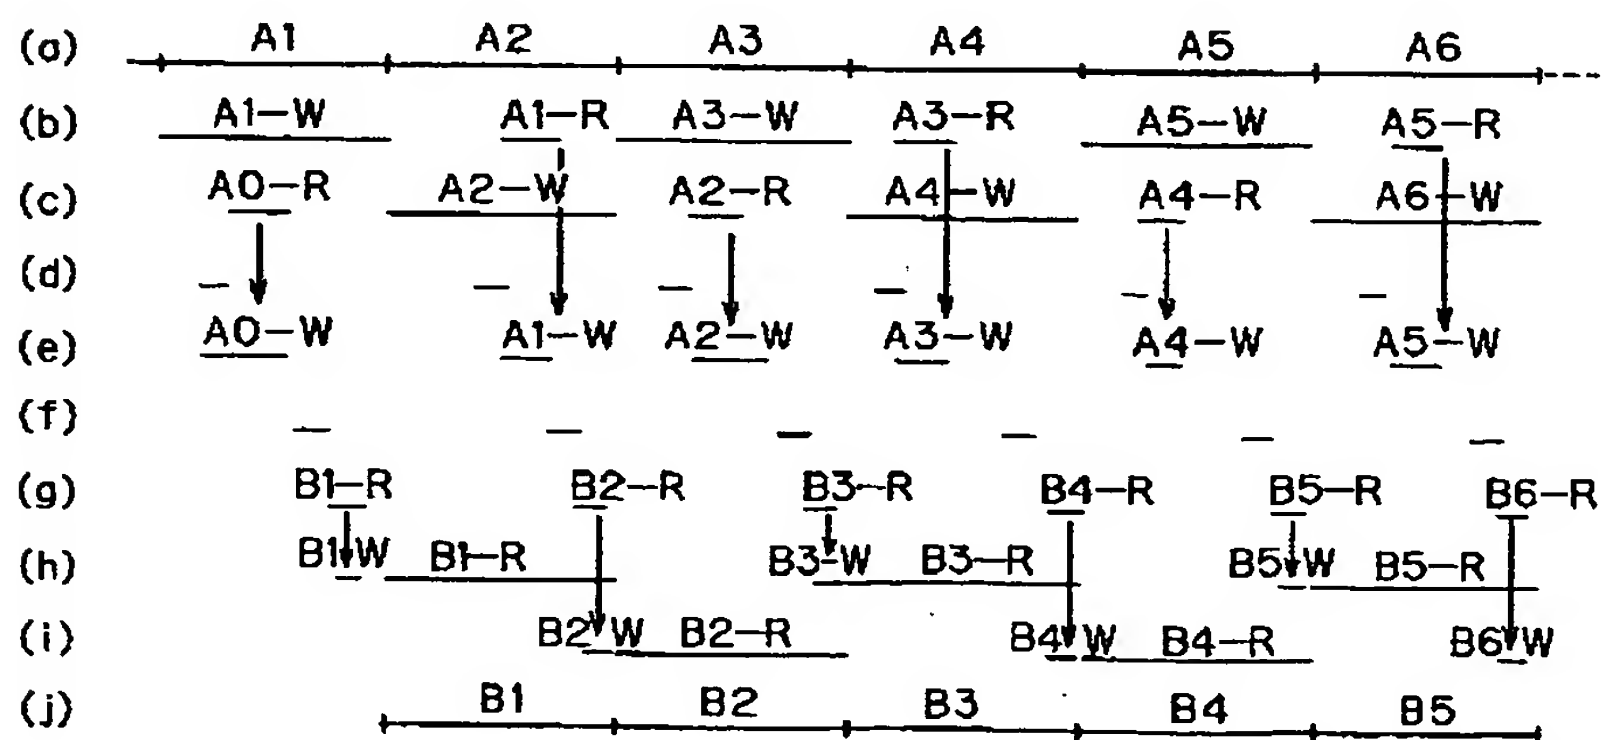 (a) A1 A2 A3 A4 A5 A6
(b) A1-W A1-R A3-W A3-R A5-W A5-R
(c) A0-R A2-W A2-R A4-W A4-R A6-W
(d)
(e) A0-W A1-W A2-W A3-W A4-W A5-W
(f)
(g) B1-R B2-R B3-R B4-R B5-R B6-R
(h) B1 W B1-R B3-W B3-R B5 W B5-R
(i) B2 W B2-R B4 W B4-R B6 W
(j) B1 B2 B3 B4 B5